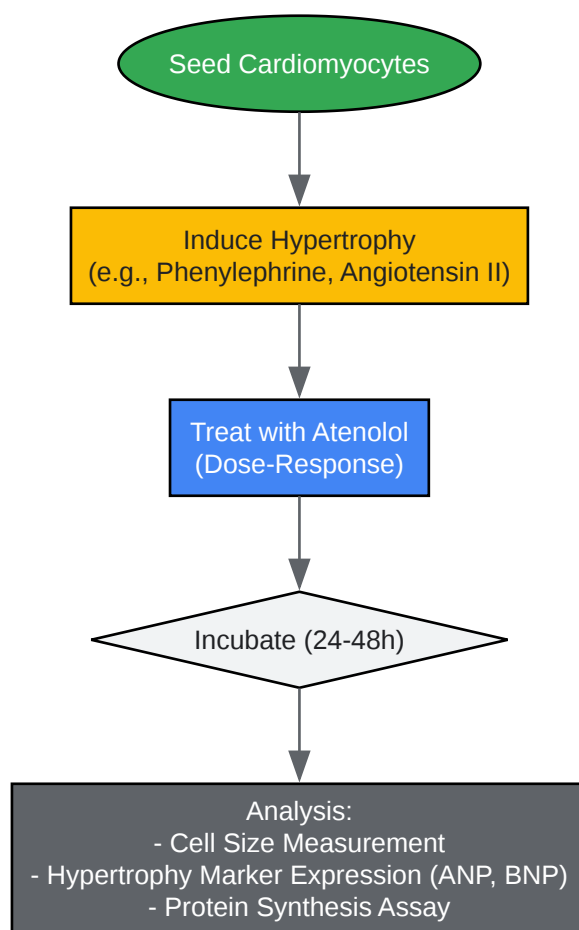 Seed Cardiomyocytes
Induce Hypertrophy
(e.g., Phenylephrine, Angiotensin II)
Treat with Atenolol
(Dose-Response)
Incubate (24-48h)
Analysis:
- Cell Size Measurement
- Hypertrophy Marker Expression (ANP, BNP)
- Protein Synthesis Assay